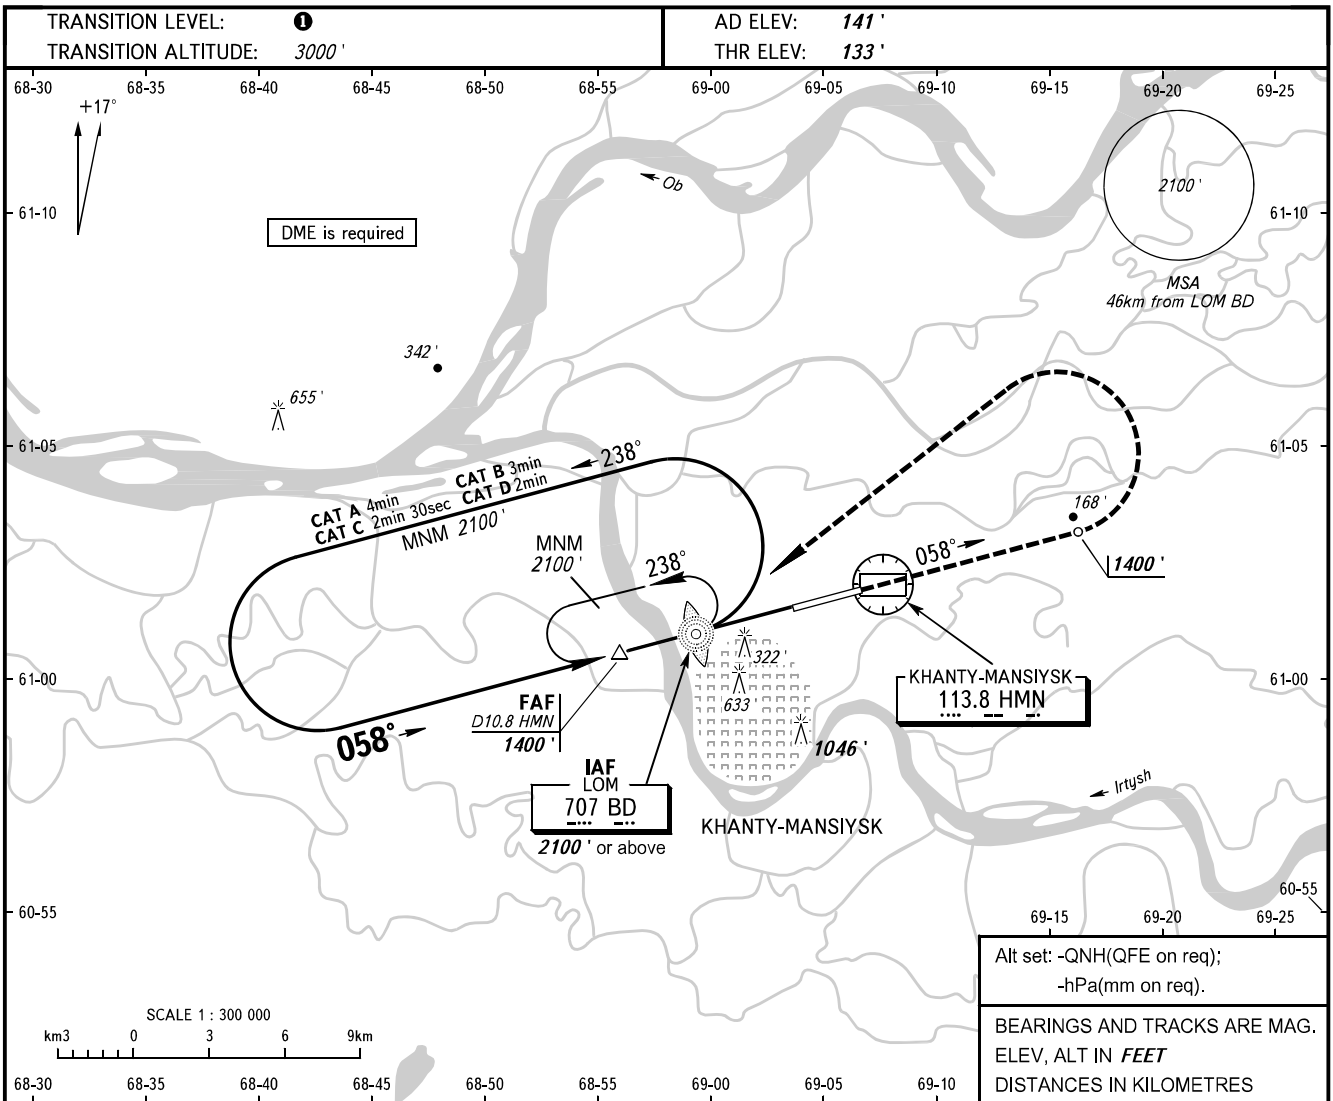 TRANSITION LEVEL: ❶
TRANSITION ALTITUDE: 3000 '
AD ELEV: 141 '
THR ELEV: 133 '
68-30 68-35 68-40 68-45 68-50 68-55 69-00 69-05 69-10 69-15 69-20 69-25
+17°
2100 '
MSA
46km from LOM BD
61-10 61-10
Ob
DME is required
342 '
655 '
61-05 61-05
238°
CAT A 4min CAT B 3min
CAT C 2min 30sec CAT D 2min
MNM 2100 '
168 '
MNM
2100 '
238°
058°
1400 '
322 '
633 '
1046 '
61-00 61-00
KHANTY-MANSIYSK
113.8 HMN
FAF
D10.8 HMN
1400 '
058°
IAF
LOM
707 BD
2100 ' or above
KHANTY-MANSIYSK
Irtysh
60-55 60-55
69-15 69-20 69-25
Alt set: -QNH(QFE on req);
-hPa(mm on req).
SCALE 1 : 300 000
km3 0 3 6 9km
BEARINGS AND TRACKS ARE MAG.
ELEV, ALT IN FEET
DISTANCES IN KILOMETRES
68-30 68-35 68-40 68-45 68-50 68-55 69-00 69-05 69-10